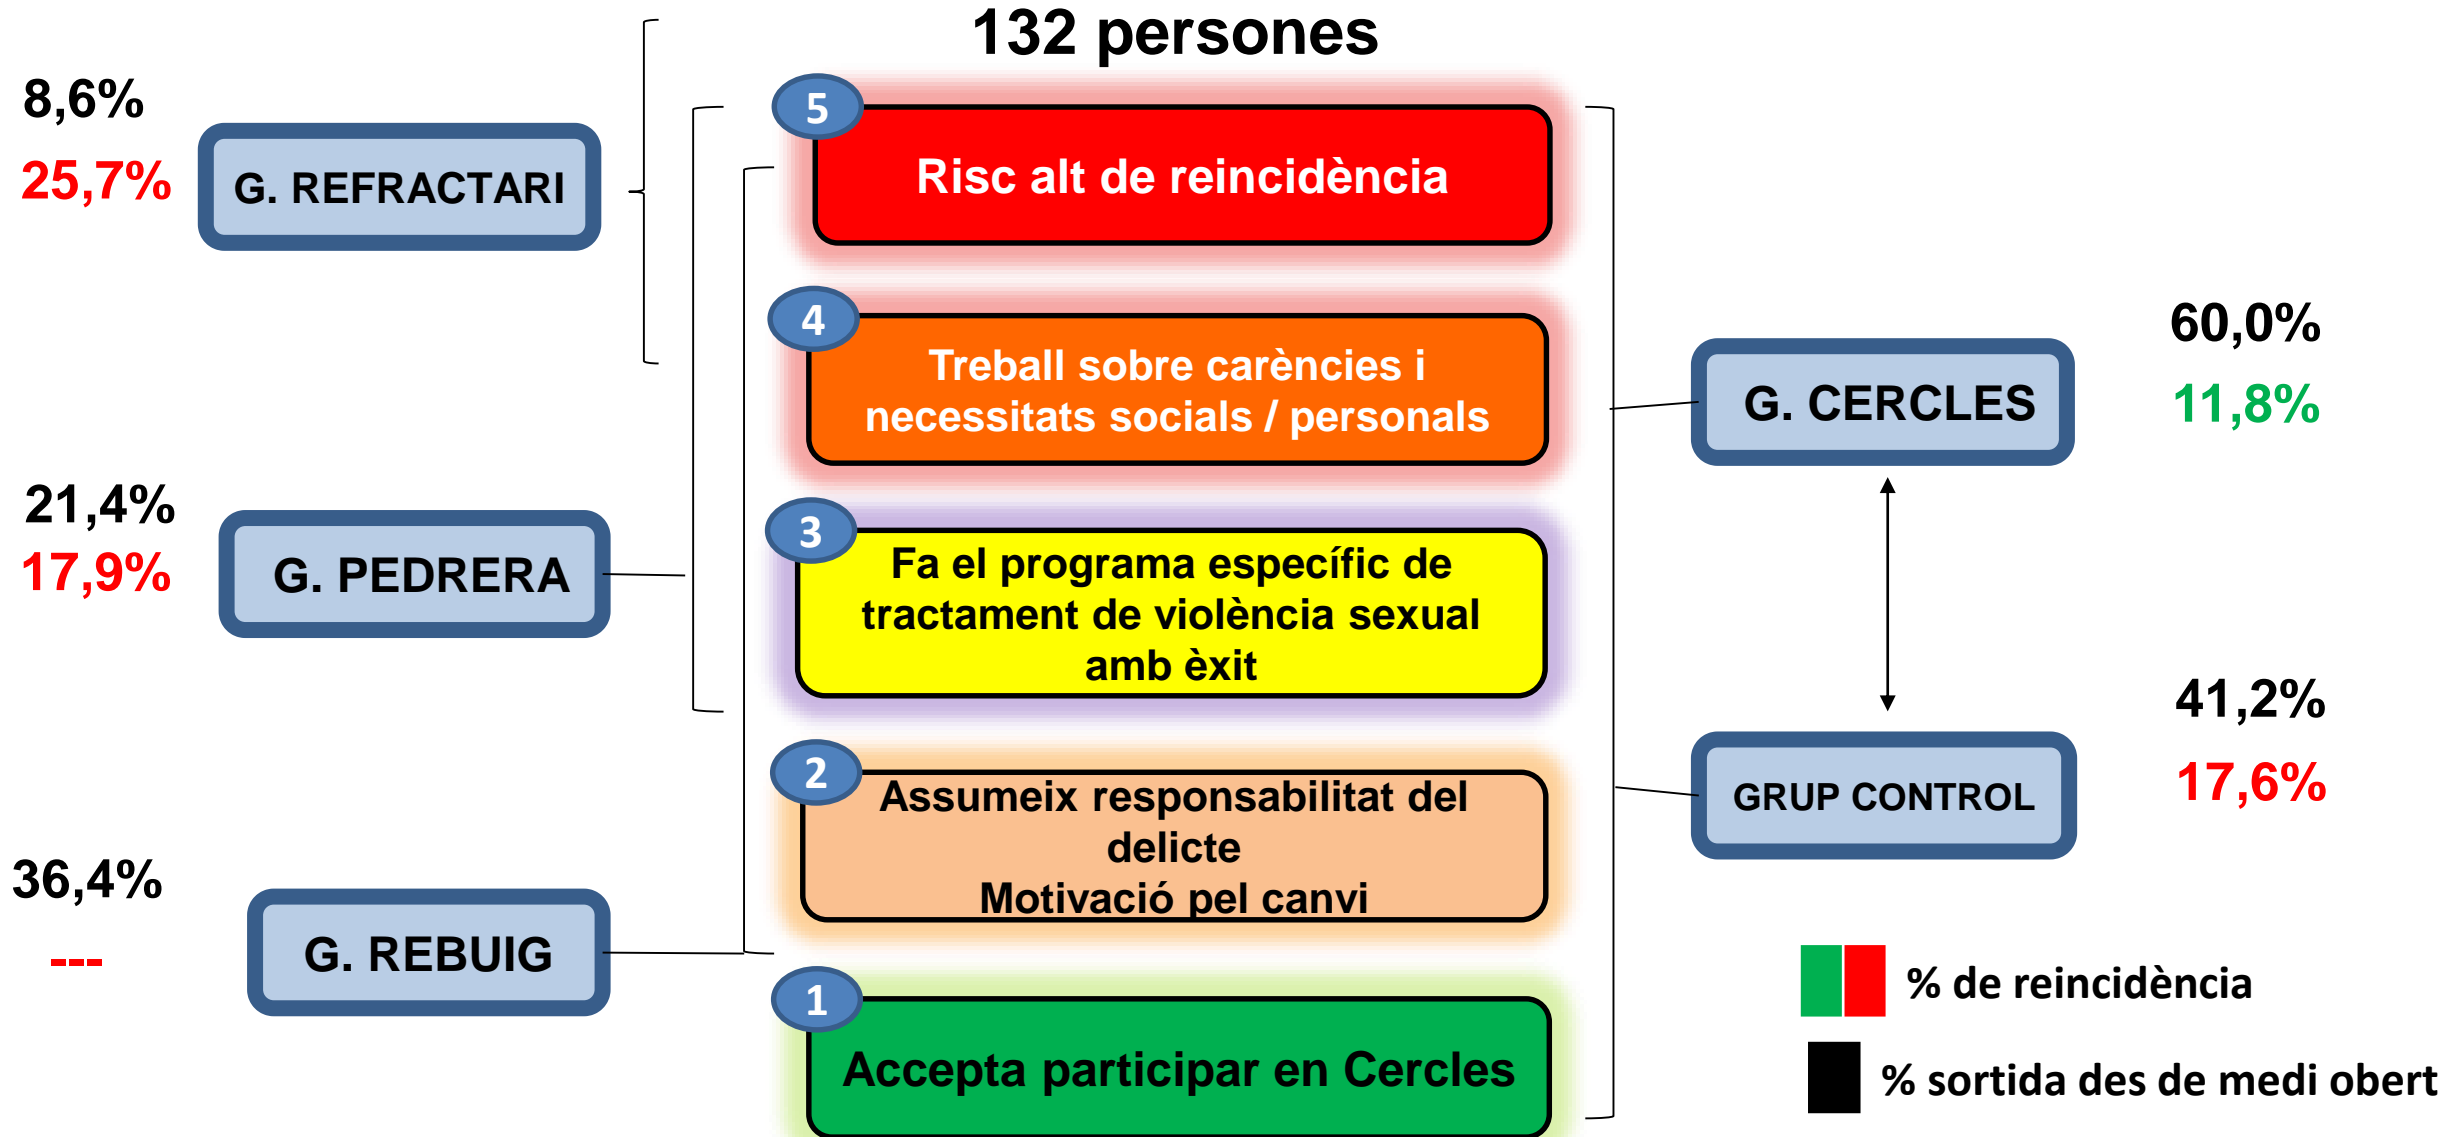 132 persones
8,6%
25,7%
G. REFRACTARI
21,4%
17,9%
G. PEDRERA
36,4%
---
G. REBUIG
5
Risc alt de reincidència
4
Treball sobre carències i
necessitats socials / personals
3
Fa el programa específic de
tractament de violència sexual
amb èxit
2
Assumeix responsabilitat del
delicte
Motivació pel canvi
1
Accepta participar en Cercles
G. CERCLES
60,0%
11,8%
GRUP CONTROL
41,2%
17,6%
% de reincidència
% sortida des de medi obert